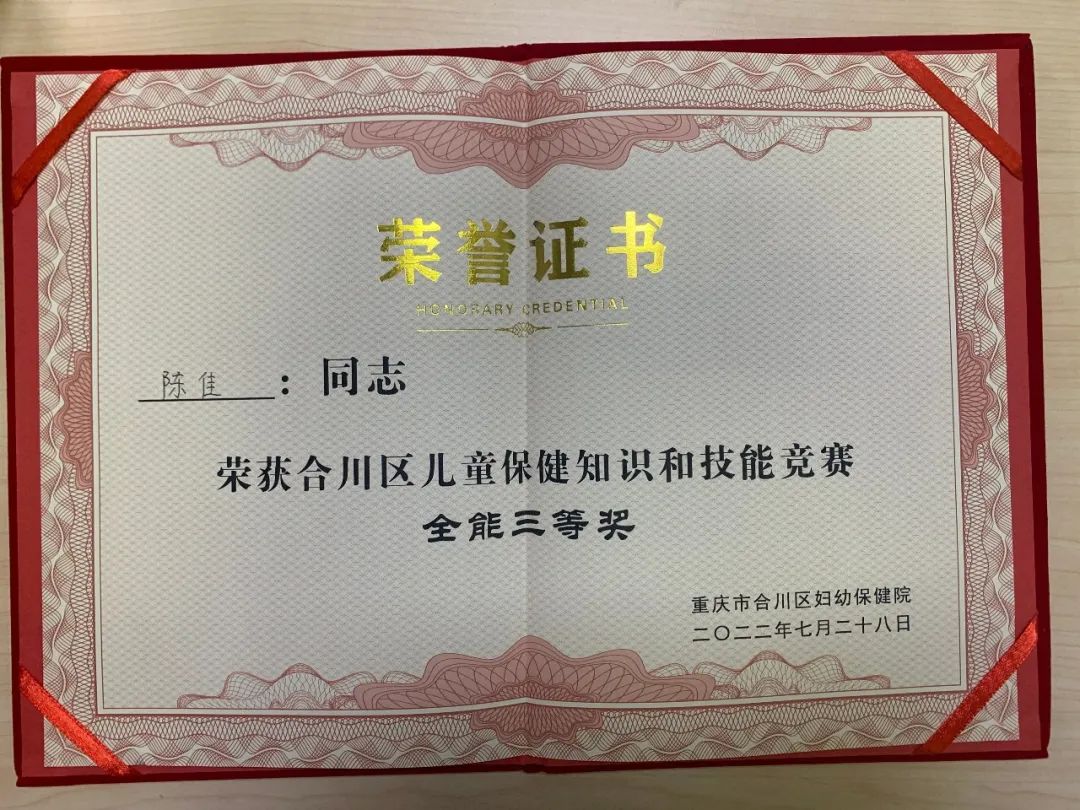 荣誉证书
HONORARY CREDENTIAL
陈佳：同志
荣获合川区儿童保健知识和技能竞赛
全能三等奖
重庆市合川区妇幼保健院
二〇二二年七月二十八日